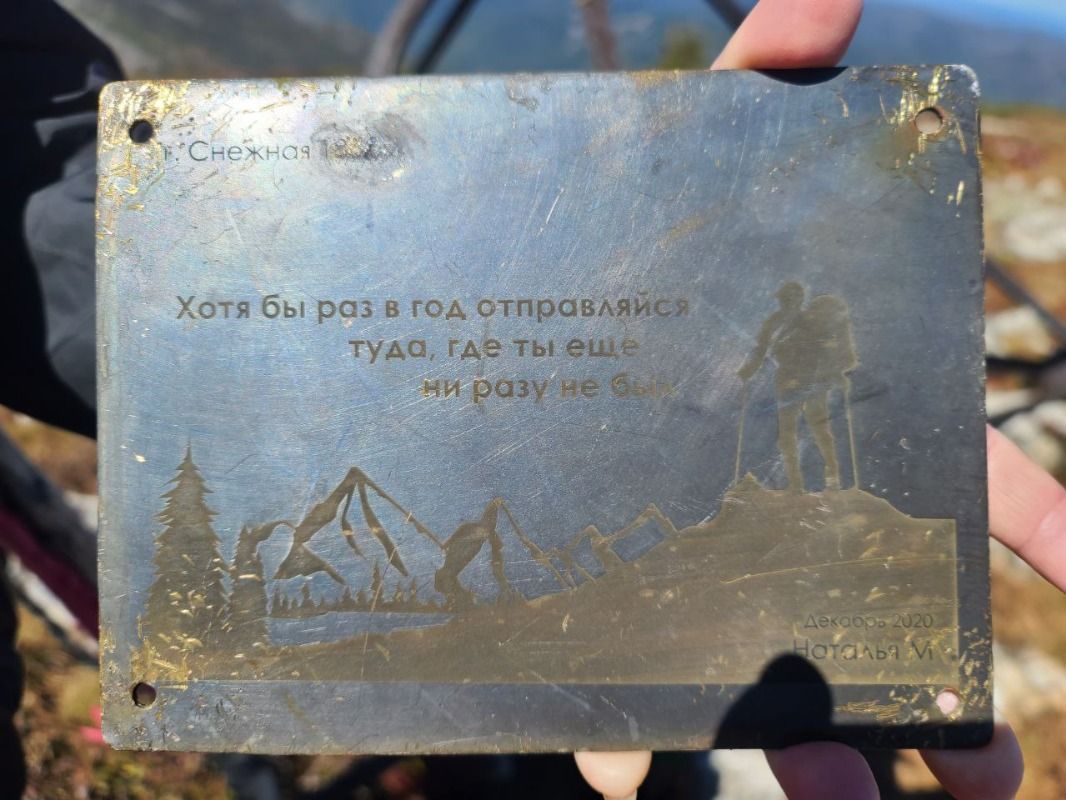 г. Снежная
Хотя бы раз в год отправляйся
туда, где ты еще
ни разу не был
Декабрь 2020
Наталья М